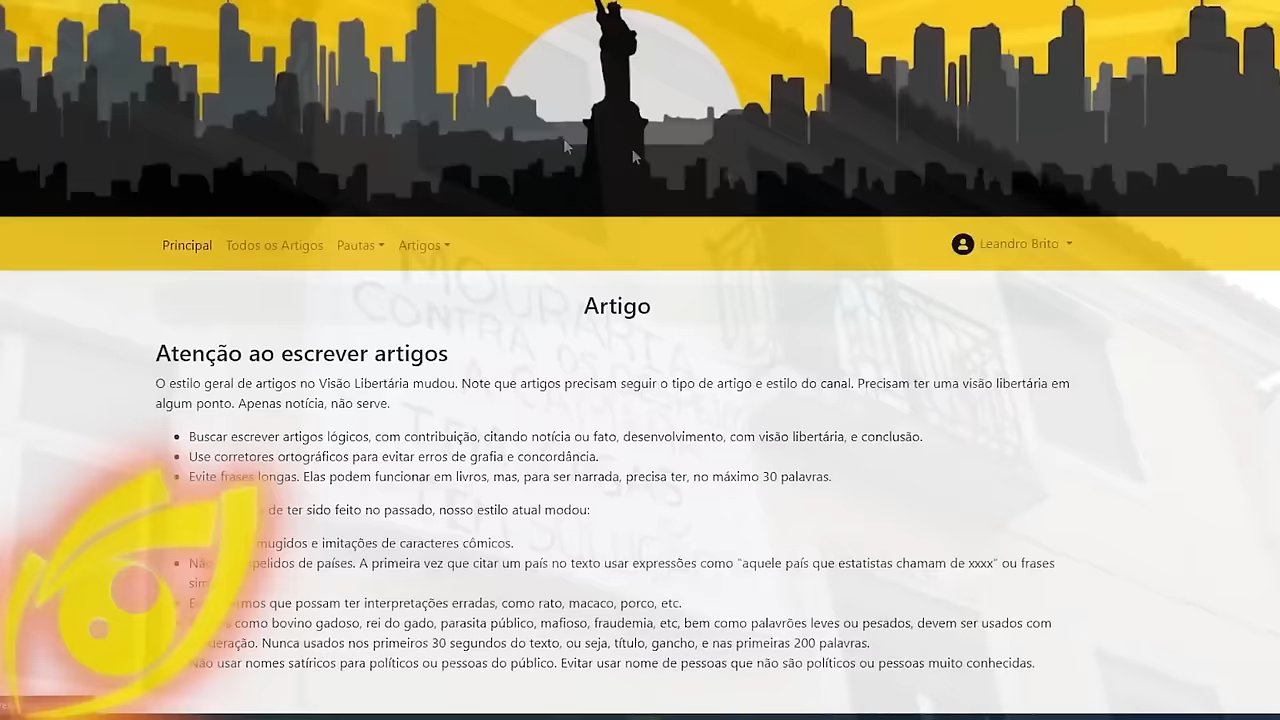 Principal Todos os Artigos Pautas Artigos Leandro Brito
Artigo
Atenção ao escrever artigos
O estilo geral de artigos no Visão Libertária mudou. Note que artigos precisam seguir o tipo de artigo e estilo do canal. Precisam ter uma visão libertária em
algum ponto. Apenas notícia, não serve.
Buscar escrever artigos lógicos, com contribuição, citando notícia ou fato, desenvolvimento, com visão libertária, e conclusão.
Use corretores ortográficos para evitar erros de grafia e concordância.
Evite frases longas. Elas podem funcionar em livros, mas, para ser narrada, precisa ter, no máximo 30 palavras.
de ter sido feito no passado, nosso estilo atual modou:
mugidos e imitações de caracteres cômicos.
Não apelidos de países. A primeira vez que citar um país no texto usar expressões como "aquele país que estatistas chamam de xxxx" ou frases
que possam ter interpretações erradas, como rato, macaco, porco, etc.
como bovino gadoso, rei do gado, parasita público, mafioso, fraudemia, etc, bem como palavrões leves ou pesados, devem ser usados com
Nunca usados nos primeiros 30 segundos do texto, ou seja, título, gancho, e nas primeiras 200 palavras.
Não usar nomes satíricos para políticos ou pessoas do público. Evitar usar nome de pessoas que não são políticos ou pessoas muito conhecidas.
MOURARIA
CONTRA